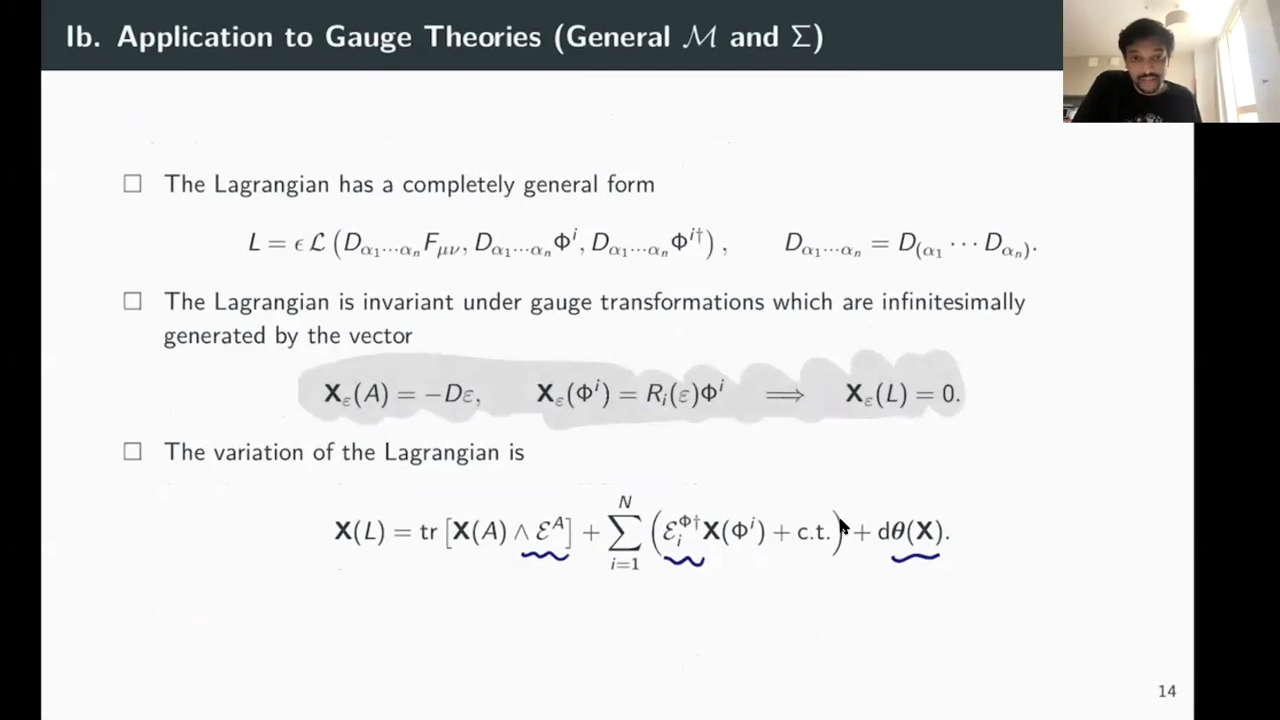 Ib. Application to Gauge Theories (General ℳ and Σ)
□ The Lagrangian has a completely general form
L = ϵ ℒ (D_{α₁⋯αₙ}F_{μν}, D_{α₁⋯αₙ}Φ^i, D_{α₁⋯αₙ}Φ^{i†}), D_{α₁⋯αₙ} = D_{(α₁} ⋯ D_{αₙ)}.
□ The Lagrangian is invariant under gauge transformations which are infinitesimally
generated by the vector
X_ε(A) = −Dε, X_ε(Φ^i) = R_i(ε)Φ^i ⟹ X_ε(L) = 0.
□ The variation of the Lagrangian is
X(L) = tr [X(A) ∧ ℰ^A] + ∑_{i=1}^{N} (ℰ_i^{Φ†}X(Φ^i) + c.t.) + dθ(X).
14